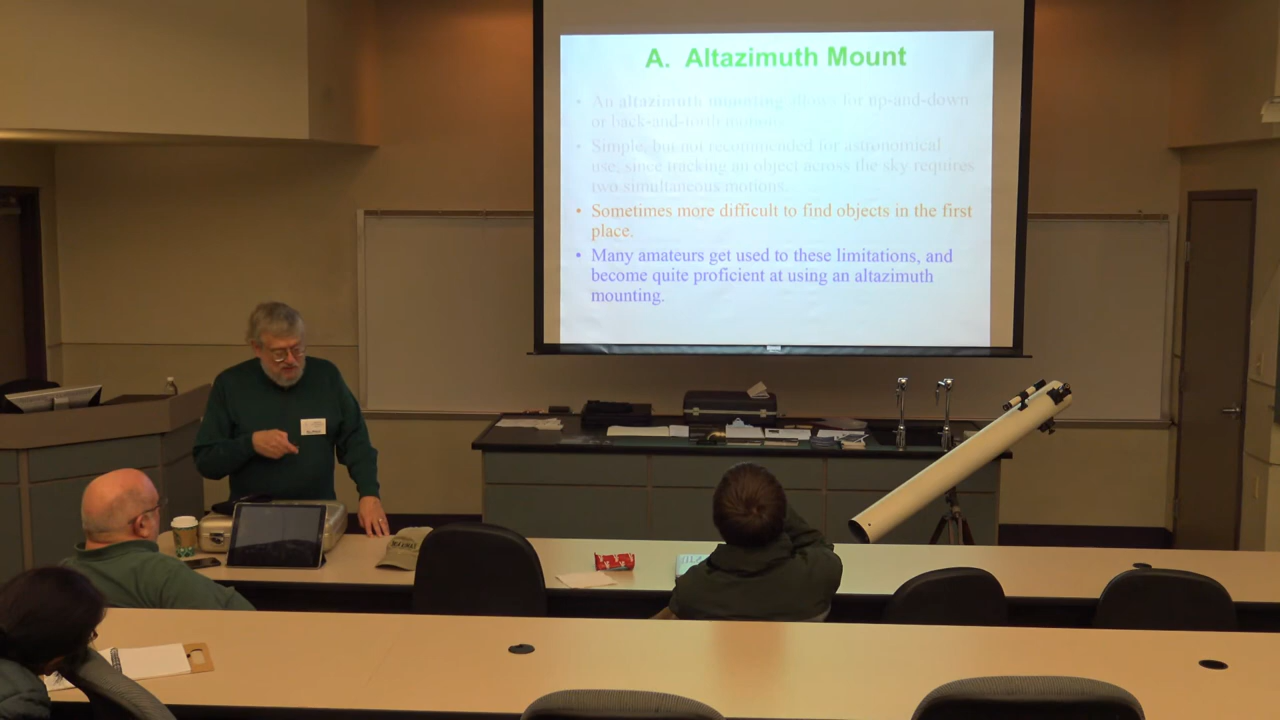 A. Altazimuth Mount
• An altazimuth mounting allows for up-and-down
or back-and-forth motion.
• Simple, but not recommended for astronomical
use, since tracking an object across the sky requires
two simultaneous motions.
• Sometimes more difficult to find objects in the first
place.
• Many amateurs get used to these limitations, and
become quite proficient at using an altazimuth
mounting.